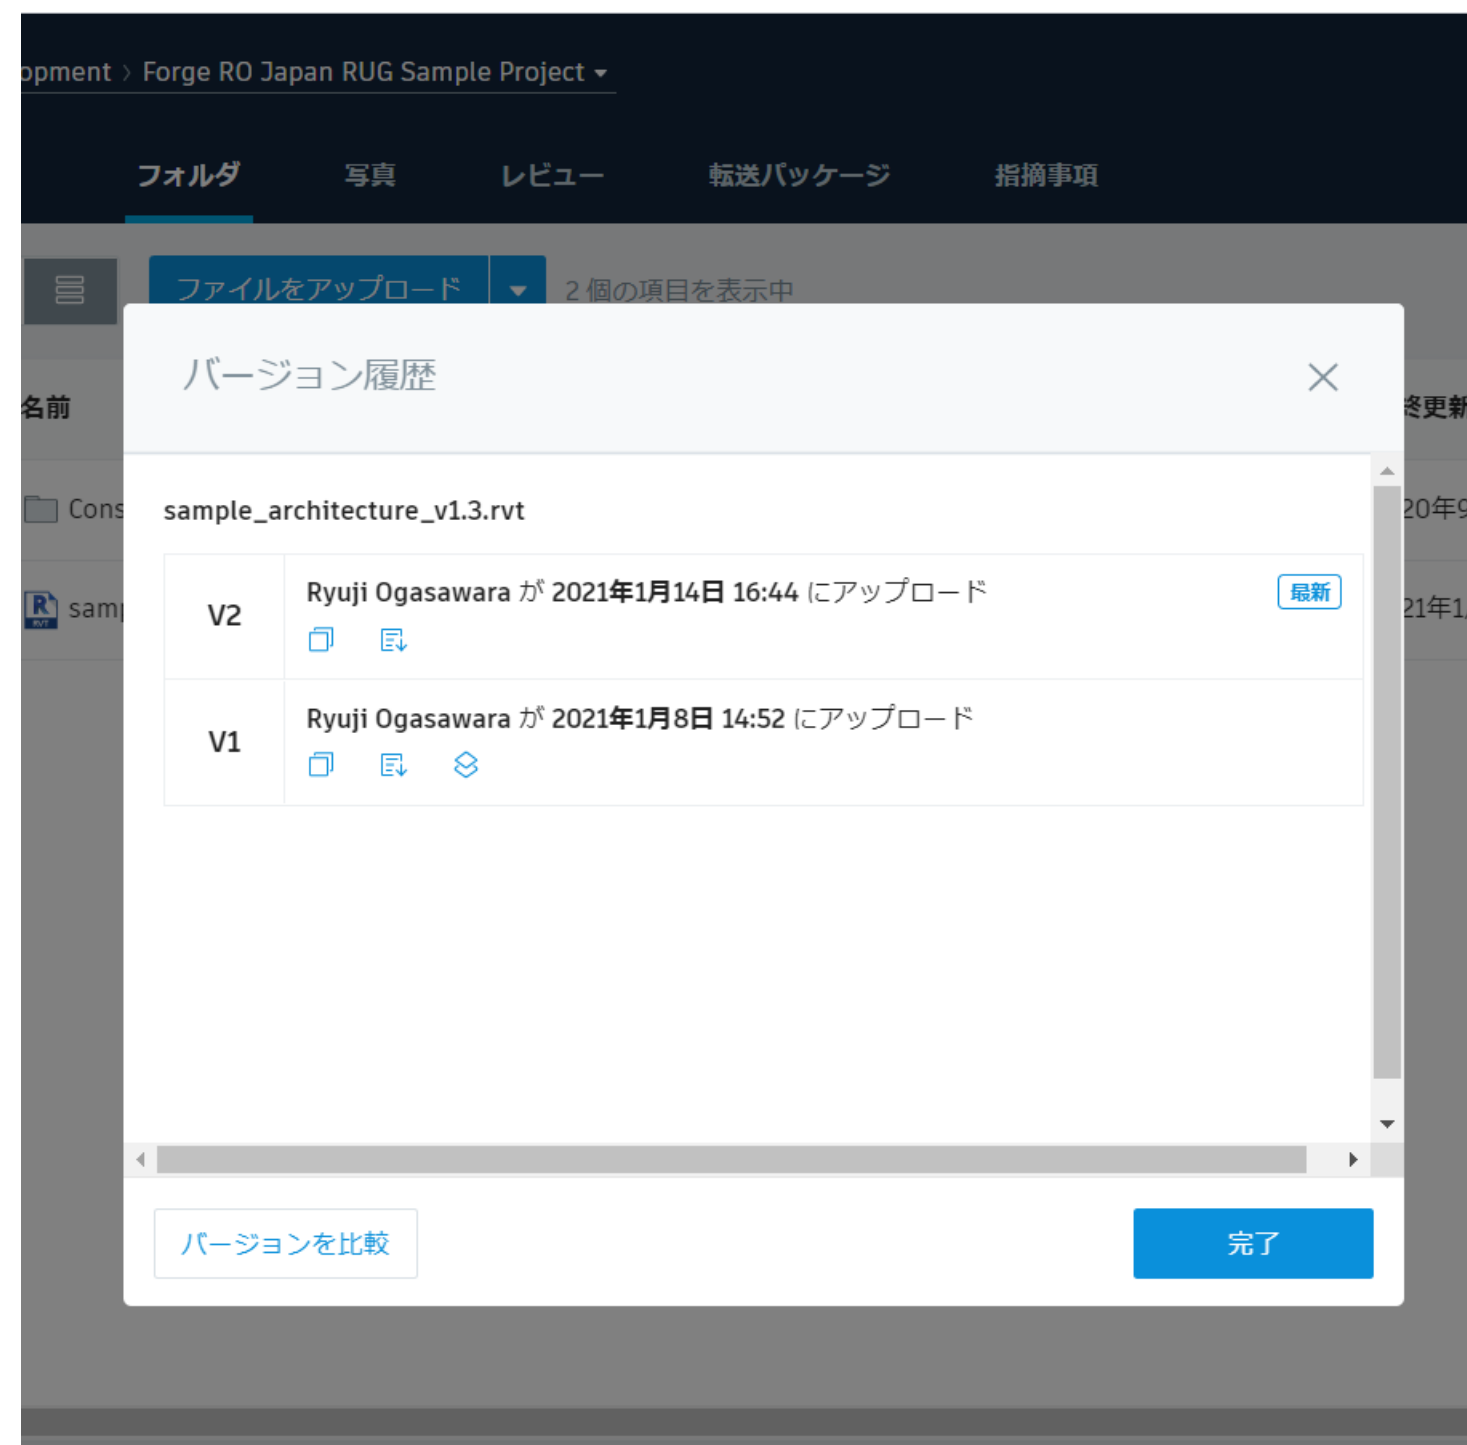 opment › Forge RO Japan RUG Sample Project
フォルダ 写真 レビュー 転送パッケージ 指摘事項
ファイルをアップロード 2 個の項目を表示中
バージョン履歴
名前
終更新
Cons
20年9
sample_architecture_v1.3.rvt
V2
Ryuji Ogasawara が 2021年1月14日 16:44 にアップロード
最新
RVT
sam
21年1
V1
Ryuji Ogasawara が 2021年1月8日 14:52 にアップロード
バージョンを比較
完了